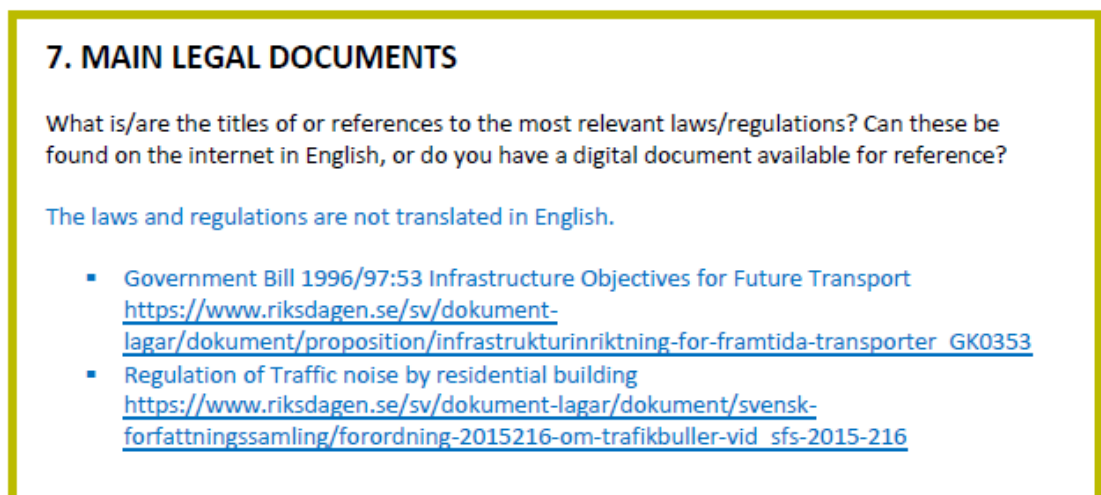 7. MAIN LEGAL DOCUMENTS
What is/are the titles of or references to the most relevant laws/regulations? Can these be
found on the internet in English, or do you have a digital document available for reference?
The laws and regulations are not translated in English.
▪ Government Bill 1996/97:53 Infrastructure Objectives for Future Transport
https://www.riksdagen.se/sv/dokument-
lagar/dokument/proposition/infrastrukturinriktning-for-framtida-transporter_GK0353
▪ Regulation of Traffic noise by residential building
https://www.riksdagen.se/sv/dokument-lagar/dokument/svensk-
forfattningssamling/forordning-2015216-om-trafikbuller-vid_sfs-2015-216